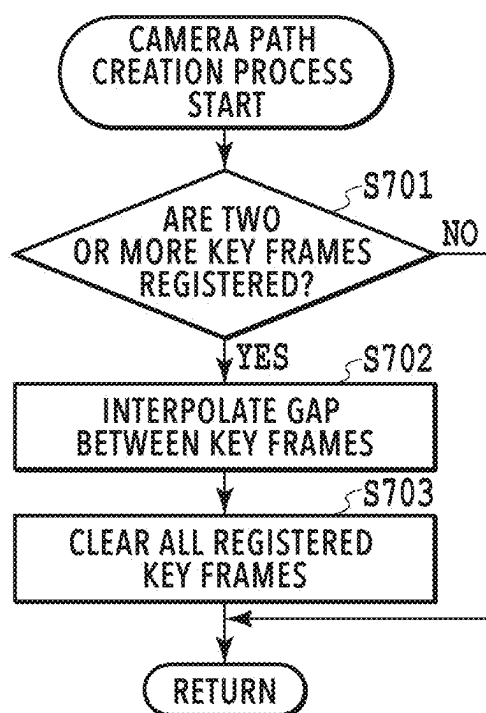 CAMERA PATH
CREATION PROCESS
START
S701
ARE TWO
OR MORE KEY FRAMES
REGISTERED?
NO
YES
S702
INTERPOLATE GAP
BETWEEN KEY FRAMES
S703
CLEAR ALL REGISTERED
KEY FRAMES
RETURN